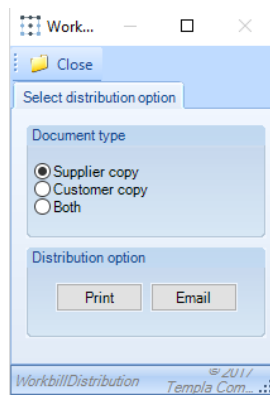 Work...
Close
Select distribution option
Document type
Supplier copy
Customer copy
Both
Distribution option
Print Email
WorkbillDistribution © 2017
Templa Com...